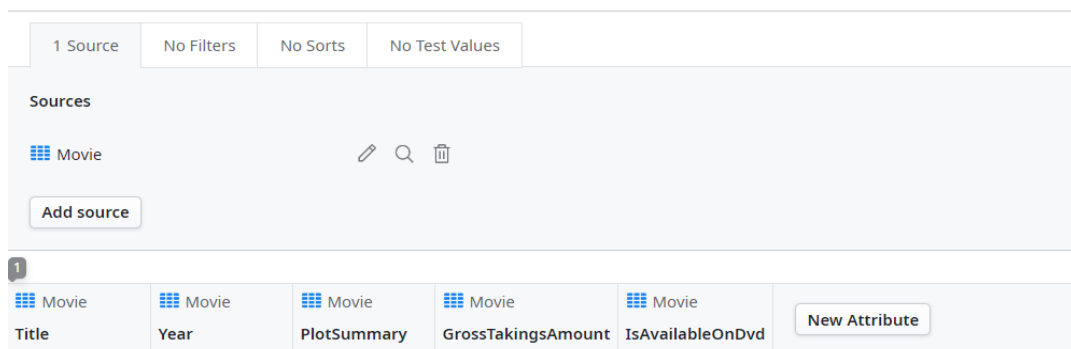 1 Source No Filters No Sorts No Test Values
Sources
Movie
Add source
1
Movie Movie Movie Movie Movie
Title Year PlotSummary GrossTakingsAmount IsAvailableOnDvd New Attribute